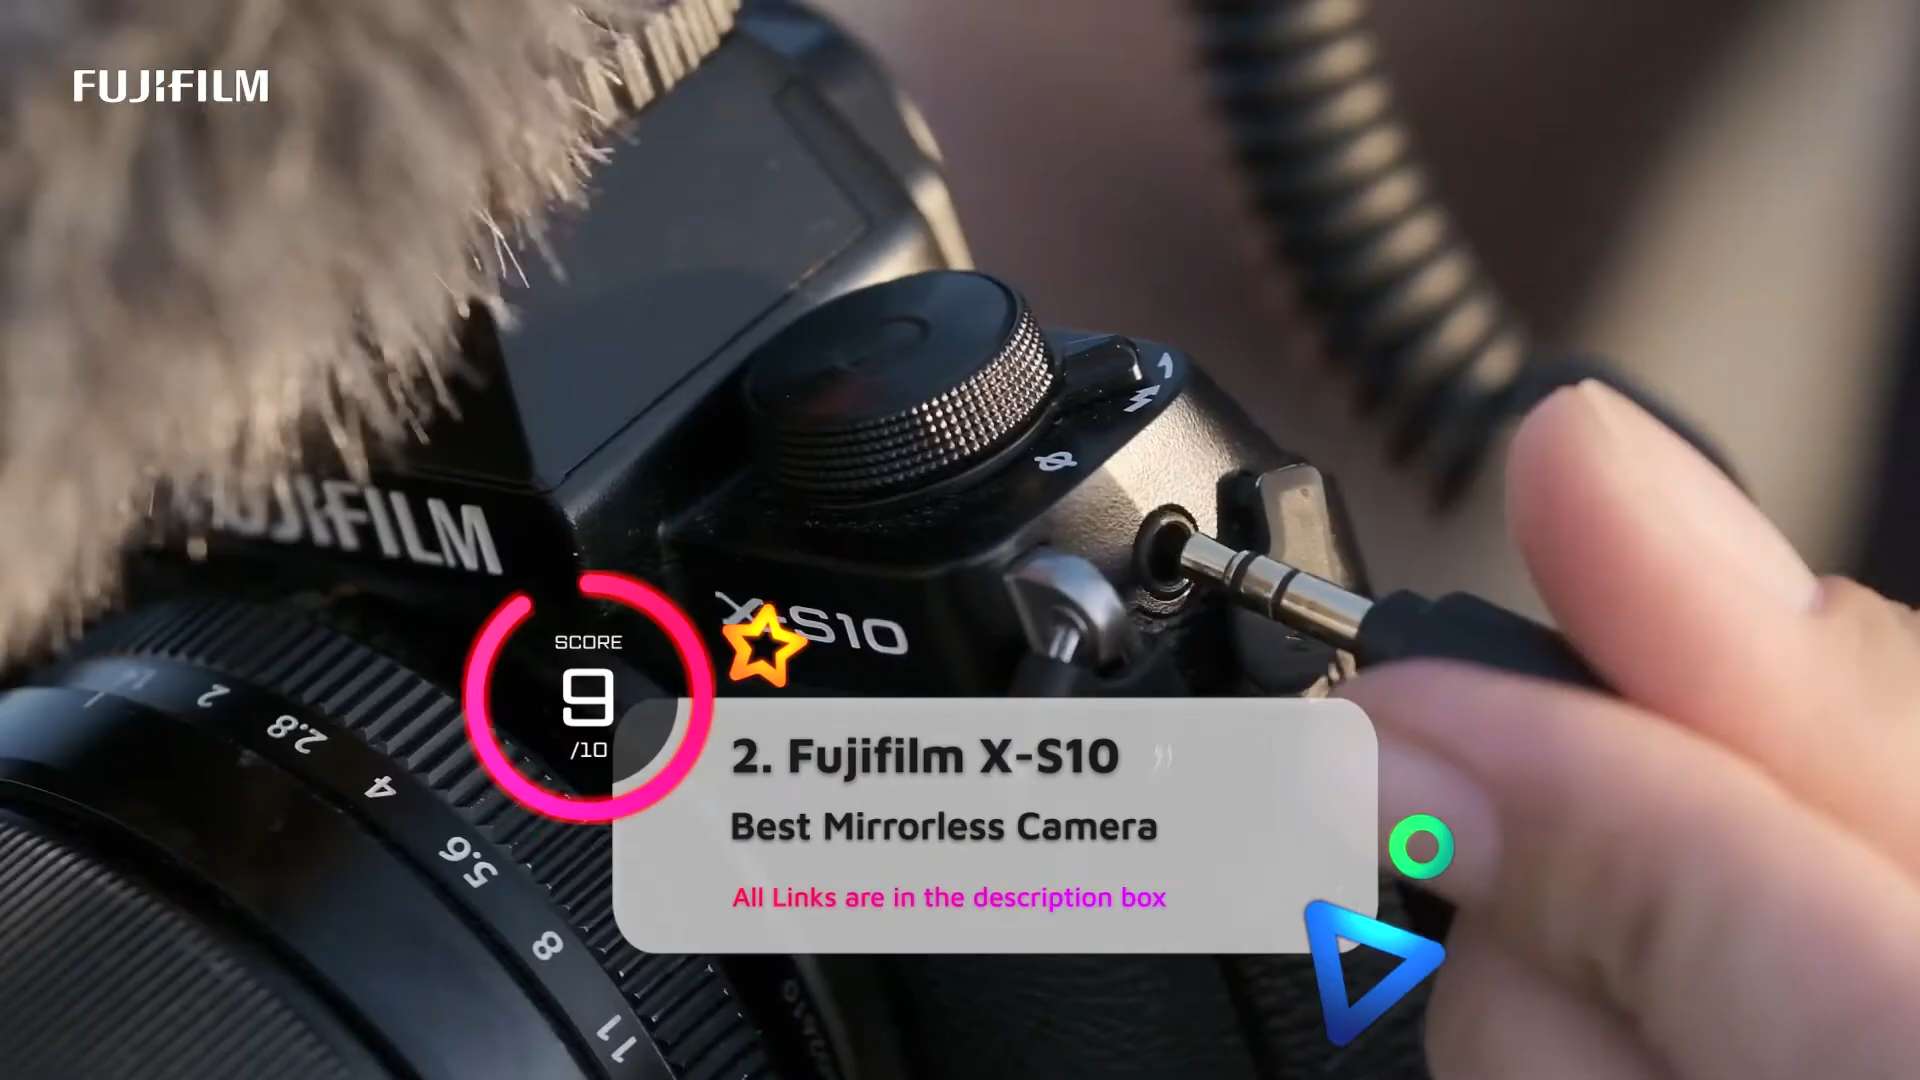 FUJIFILM
FUJIFILM
X-S10
SCORE
9
/10
2. Fujifilm X-S10
Best Mirrorless Camera
All Links are in the description box
2
2.8
4
5.6
8
11